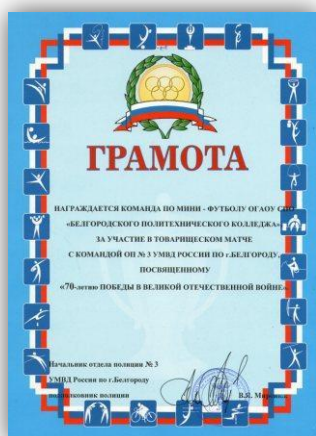 ГРАМОТА
НАГРАЖДАЕТСЯ КОМАНДА ПО МИНИ - ФУТБОЛУ ОГАОУ СПО
«БЕЛГОРОДСКОГО ПОЛИТЕХНИЧЕСКОГО КОЛЛЕДЖА»
ЗА УЧАСТИЕ В ТОВАРИЩЕСКОМ МАТЧЕ
С КОМАНДОЙ ОП № 3 УМВД РОССИИ ПО г.БЕЛГОРОДУ,
ПОСВЯЩЕННОМУ
«70-летию ПОБЕДЫ В ВЕЛИКОЙ ОТЕЧЕСТВЕННОЙ ВОЙНЕ»
Начальник отдела полиции № 3
УМВД России по г.Белгороду
подполковник полиции В.Я.